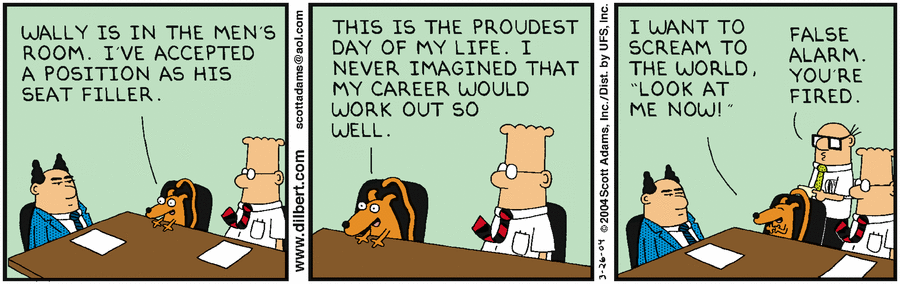 WALLY IS IN THE MEN'S
ROOM. I'VE ACCEPTED
A POSITION AS HIS
SEAT FILLER.
www.dilbert.com scottadams@aol.com
THIS IS THE PROUDEST
DAY OF MY LIFE. I
NEVER IMAGINED THAT
MY CAREER WOULD
WORK OUT SO
WELL.
3-26-04 © 2004 Scott Adams, Inc./Dist. by UFS, Inc.
I WANT TO
SCREAM TO
THE WORLD,
"LOOK AT
ME NOW!"
FALSE
ALARM.
YOU'RE
FIRED.